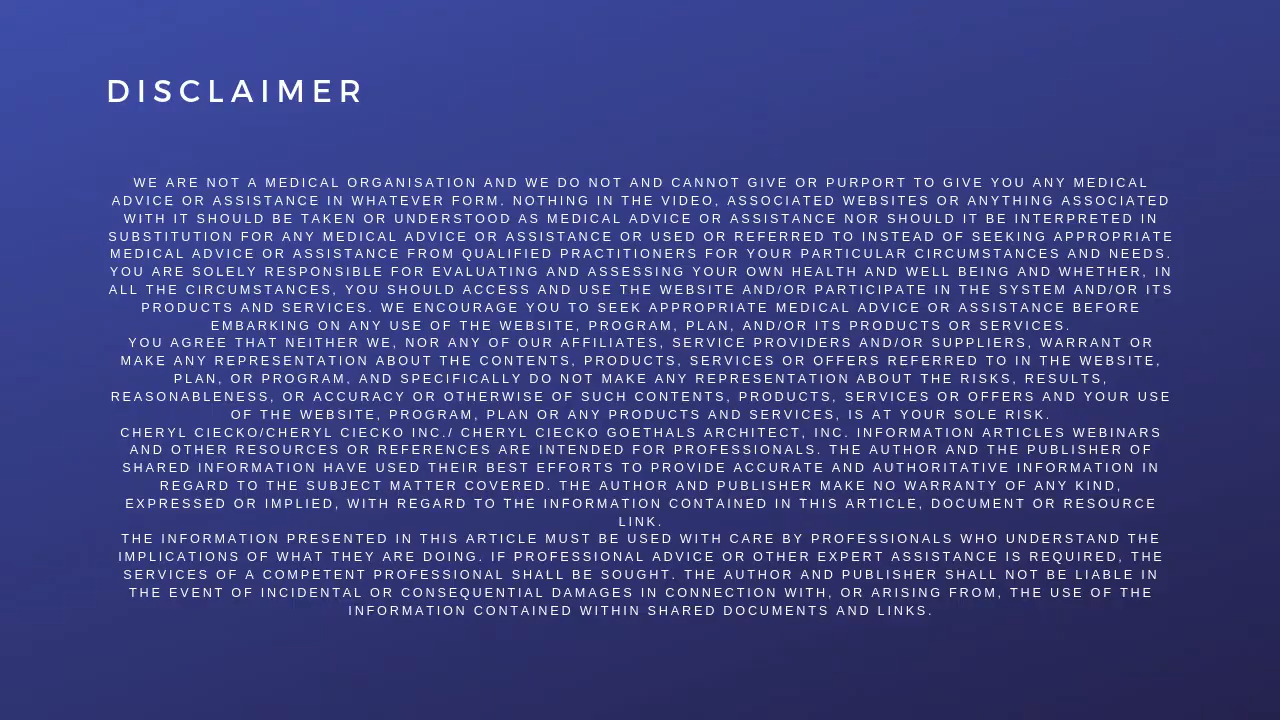 DISCLAIMER
WE ARE NOT A MEDICAL ORGANISATION AND WE DO NOT AND CANNOT GIVE OR PURPORT TO GIVE YOU ANY MEDICAL
ADVICE OR ASSISTANCE IN WHATEVER FORM. NOTHING IN THE VIDEO, ASSOCIATED WEBSITES OR ANYTHING ASSOCIATED
WITH IT SHOULD BE TAKEN OR UNDERSTOOD AS MEDICAL ADVICE OR ASSISTANCE NOR SHOULD IT BE INTERPRETED IN
SUBSTITUTION FOR ANY MEDICAL ADVICE OR ASSISTANCE OR USED OR REFERRED TO INSTEAD OF SEEKING APPROPRIATE
MEDICAL ADVICE OR ASSISTANCE FROM QUALIFIED PRACTITIONERS FOR YOUR PARTICULAR CIRCUMSTANCES AND NEEDS.
YOU ARE SOLELY RESPONSIBLE FOR EVALUATING AND ASSESSING YOUR OWN HEALTH AND WELL BEING AND WHETHER, IN
ALL THE CIRCUMSTANCES, YOU SHOULD ACCESS AND USE THE WEBSITE AND/OR PARTICIPATE IN THE SYSTEM AND/OR ITS
PRODUCTS AND SERVICES. WE ENCOURAGE YOU TO SEEK APPROPRIATE MEDICAL ADVICE OR ASSISTANCE BEFORE
EMBARKING ON ANY USE OF THE WEBSITE, PROGRAM, PLAN, AND/OR ITS PRODUCTS OR SERVICES.
YOU AGREE THAT NEITHER WE, NOR ANY OF OUR AFFILIATES, SERVICE PROVIDERS AND/OR SUPPLIERS, WARRANT OR
MAKE ANY REPRESENTATION ABOUT THE CONTENTS, PRODUCTS, SERVICES OR OFFERS REFERRED TO IN THE WEBSITE,
PLAN, OR PROGRAM, AND SPECIFICALLY DO NOT MAKE ANY REPRESENTATION ABOUT THE RISKS, RESULTS,
REASONABLENESS, OR ACCURACY OR OTHERWISE OF SUCH CONTENTS, PRODUCTS, SERVICES OR OFFERS AND YOUR USE
OF THE WEBSITE, PROGRAM, PLAN OR ANY PRODUCTS AND SERVICES, IS AT YOUR SOLE RISK.
CHERYL CIECKO/CHERYL CIECKO INC./ CHERYL CIECKO GOETHALS ARCHITECT, INC. INFORMATION ARTICLES WEBINARS
AND OTHER RESOURCES OR REFERENCES ARE INTENDED FOR PROFESSIONALS. THE AUTHOR AND THE PUBLISHER OF
SHARED INFORMATION HAVE USED THEIR BEST EFFORTS TO PROVIDE ACCURATE AND AUTHORITATIVE INFORMATION IN
REGARD TO THE SUBJECT MATTER COVERED. THE AUTHOR AND PUBLISHER MAKE NO WARRANTY OF ANY KIND,
EXPRESSED OR IMPLIED, WITH REGARD TO THE INFORMATION CONTAINED IN THIS ARTICLE, DOCUMENT OR RESOURCE
LINK.
THE INFORMATION PRESENTED IN THIS ARTICLE MUST BE USED WITH CARE BY PROFESSIONALS WHO UNDERSTAND THE
IMPLICATIONS OF WHAT THEY ARE DOING. IF PROFESSIONAL ADVICE OR OTHER EXPERT ASSISTANCE IS REQUIRED, THE
SERVICES OF A COMPETENT PROFESSIONAL SHALL BE SOUGHT. THE AUTHOR AND PUBLISHER SHALL NOT BE LIABLE IN
THE EVENT OF INCIDENTAL OR CONSEQUENTIAL DAMAGES IN CONNECTION WITH, OR ARISING FROM, THE USE OF THE
INFORMATION CONTAINED WITHIN SHARED DOCUMENTS AND LINKS.